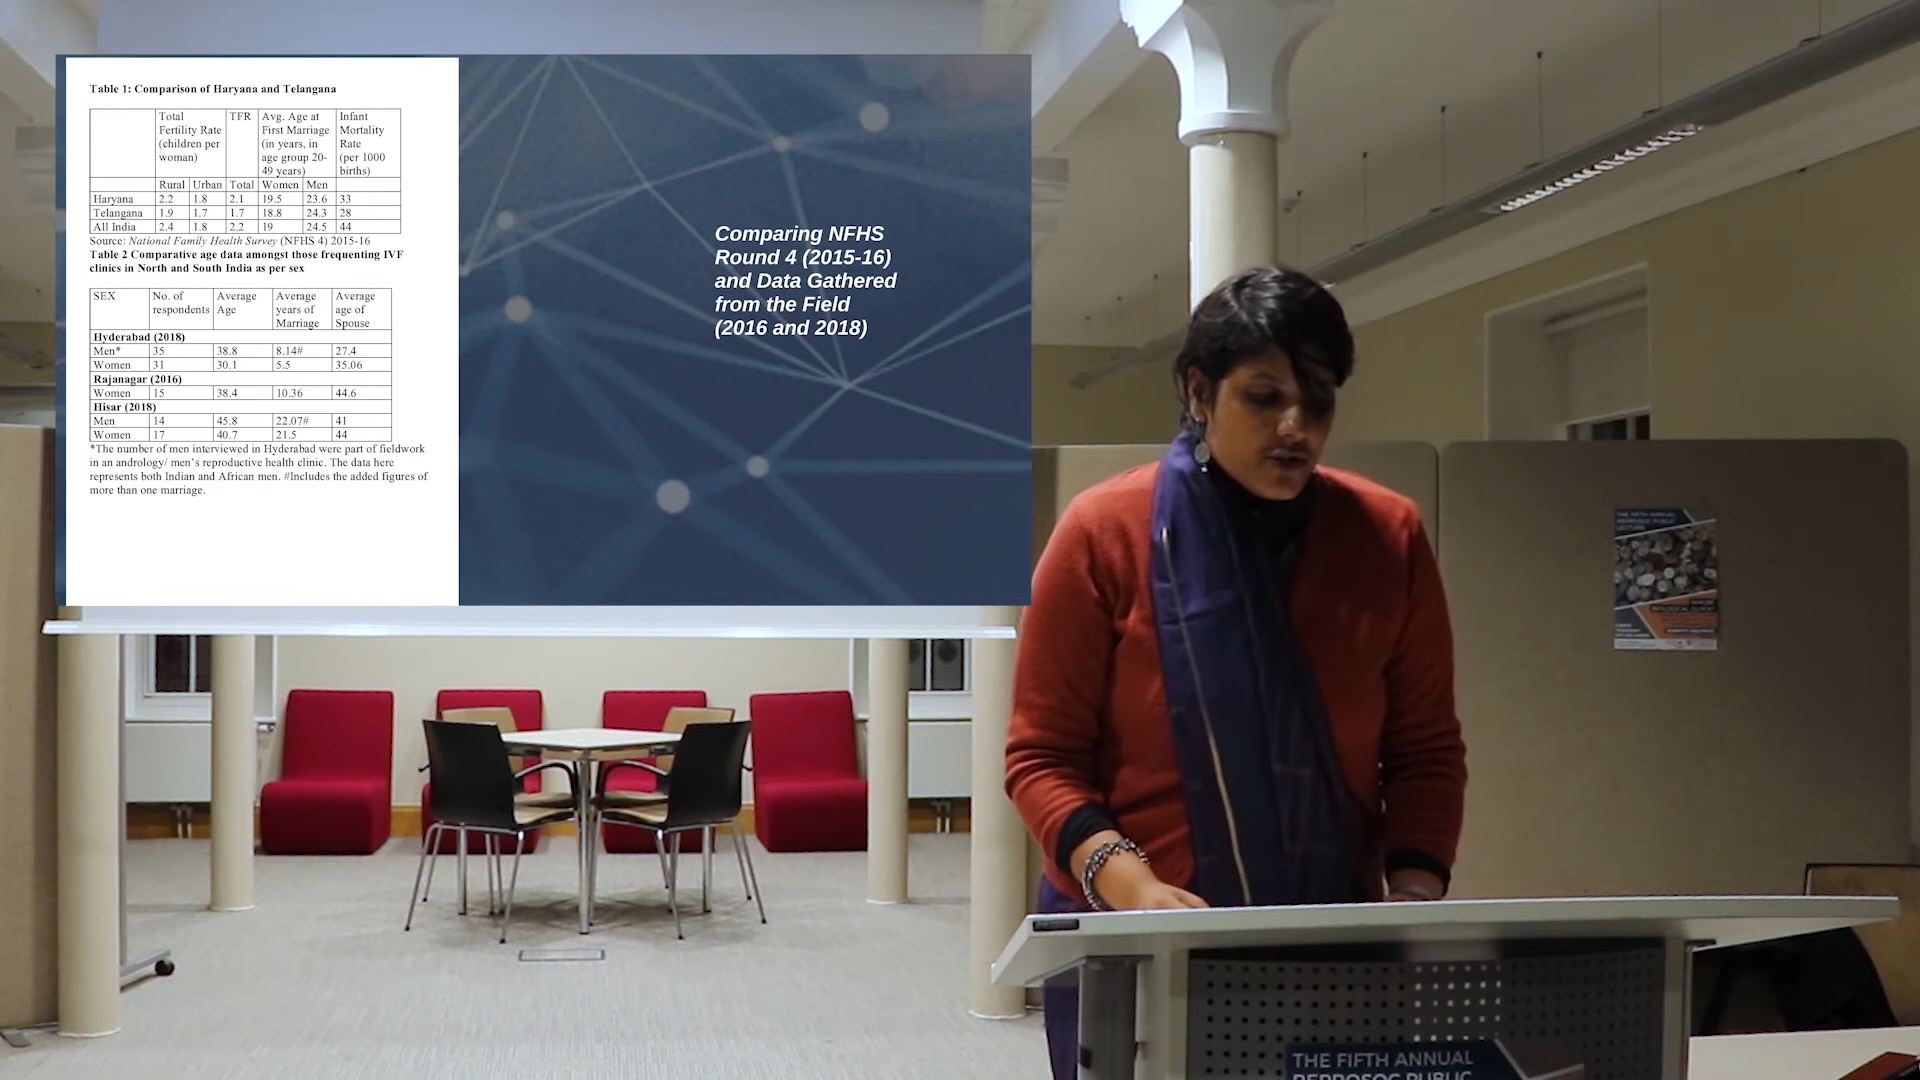 Table 1: Comparison of Haryana and Telangana
Total Fertility Rate (children per woman) TFR Avg. Age at First Marriage (in years, in age group 20-49 years) Infant Mortality Rate (per 1000 births)
Rural Urban Total Women Men
Haryana 2.2 1.8 2.1 19.5 23.6 33
Telangana 1.9 1.7 1.7 18.8 24.3 28
All India 2.4 1.8 2.2 19 24.5 44
Source: National Family Health Survey (NFHS 4) 2015-16
Table 2 Comparative age data amongst those frequenting IVF
clinics in North and South India as per sex
SEX No. of respondents Average Age Average years of Marriage Average age of Spouse
Hyderabad (2018)
Men* 35 38.8 8.14# 27.4
Women 31 30.1 5.5 35.06
Rajanagar (2016)
Women 15 38.4 10.36 44.6
Hisar (2018)
Men 14 45.8 22.07# 41
Women 17 40.7 21.5 44
*The number of men interviewed in Hyderabad were part of fieldwork
in an andrology/ men's reproductive health clinic. The data here
represents both Indian and African men. #Includes the added figures of
more than one marriage.
Comparing NFHS
Round 4 (2015-16)
and Data Gathered
from the Field
(2016 and 2018)
THE FIFTH ANNUAL
REPROSOC PUBLIC
LECTURE
THE FIFTH ANNUAL
REPROSOC PUBLIC